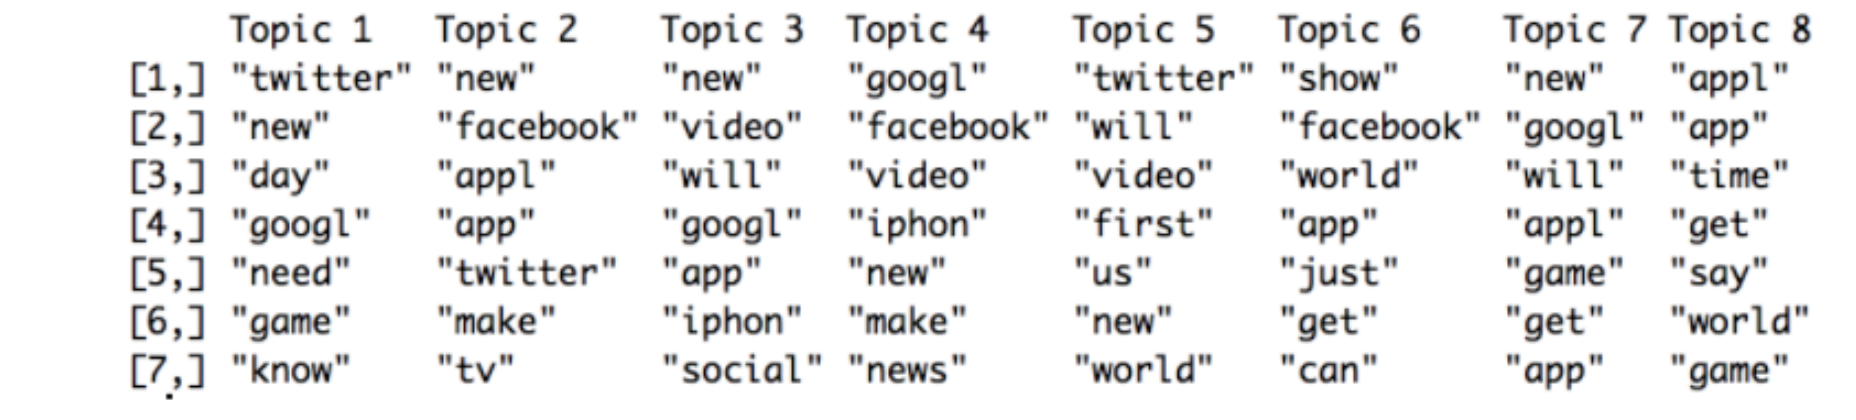 Topic 1 Topic 2 Topic 3 Topic 4 Topic 5 Topic 6 Topic 7 Topic 8
[1,] "twitter" "new" "new" "googl" "twitter" "show" "new" "appl"
[2,] "new" "facebook" "video" "facebook" "will" "facebook" "googl" "app"
[3,] "day" "appl" "will" "video" "video" "world" "will" "time"
[4,] "googl" "app" "googl" "iphon" "first" "app" "appl" "get"
[5,] "need" "twitter" "app" "new" "us" "just" "game" "say"
[6,] "game" "make" "iphon" "make" "new" "get" "get" "world"
[7,] "know" "tv" "social" "news" "world" "can" "app" "game"